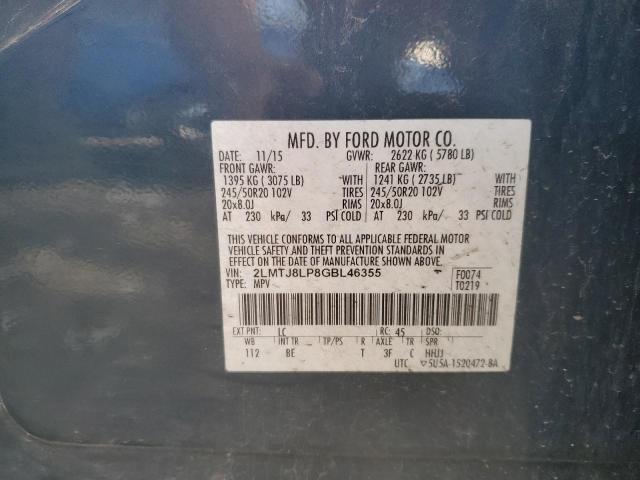 MFD. BY FORD MOTOR CO.
DATE: 11/15 GVWR: 2622 KG ( 5780 LB)
FRONT GAWR: REAR GAWR:
1395 KG ( 3075 LB) WITH 1241 KG ( 2735 LB) WITH
245/50R20 102V TIRES 245/50R20 102V TIRES
20x8.0J RIMS 20x8.0J RIMS
AT 230 kPa/ 33 PSI COLD AT 230 kPa/ 33 PSI COLD
THIS VEHICLE CONFORMS TO ALL APPLICABLE FEDERAL MOTOR
VEHICLE SAFETY AND THEFT PREVENTION STANDARDS IN
EFFECT ON THE DATE OF MANUFACTURE SHOWN ABOVE.
VIN: 2LMTJ8LP8GBL46355 F0074
TYPE: MPV T0219
EXT PNT: LC RC: 45 DSO:
WB INT TR TP/PS R AXLE TR SPR
112 BE T 3F C HHJJ
UTC ▽5U5A-1520472-BA